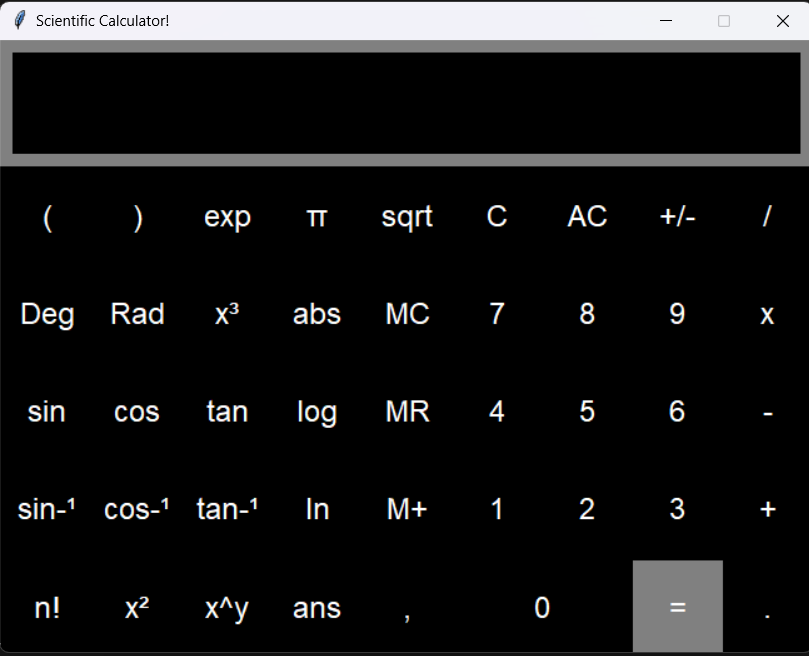 Scientific Calculator!
( ) exp π sqrt C AC +/- /
Deg Rad x³ abs MC 7 8 9 x
sin cos tan log MR 4 5 6 -
sin-¹ cos-¹ tan-¹ ln M+ 1 2 3 +
n! x² x^y ans , 0 = .